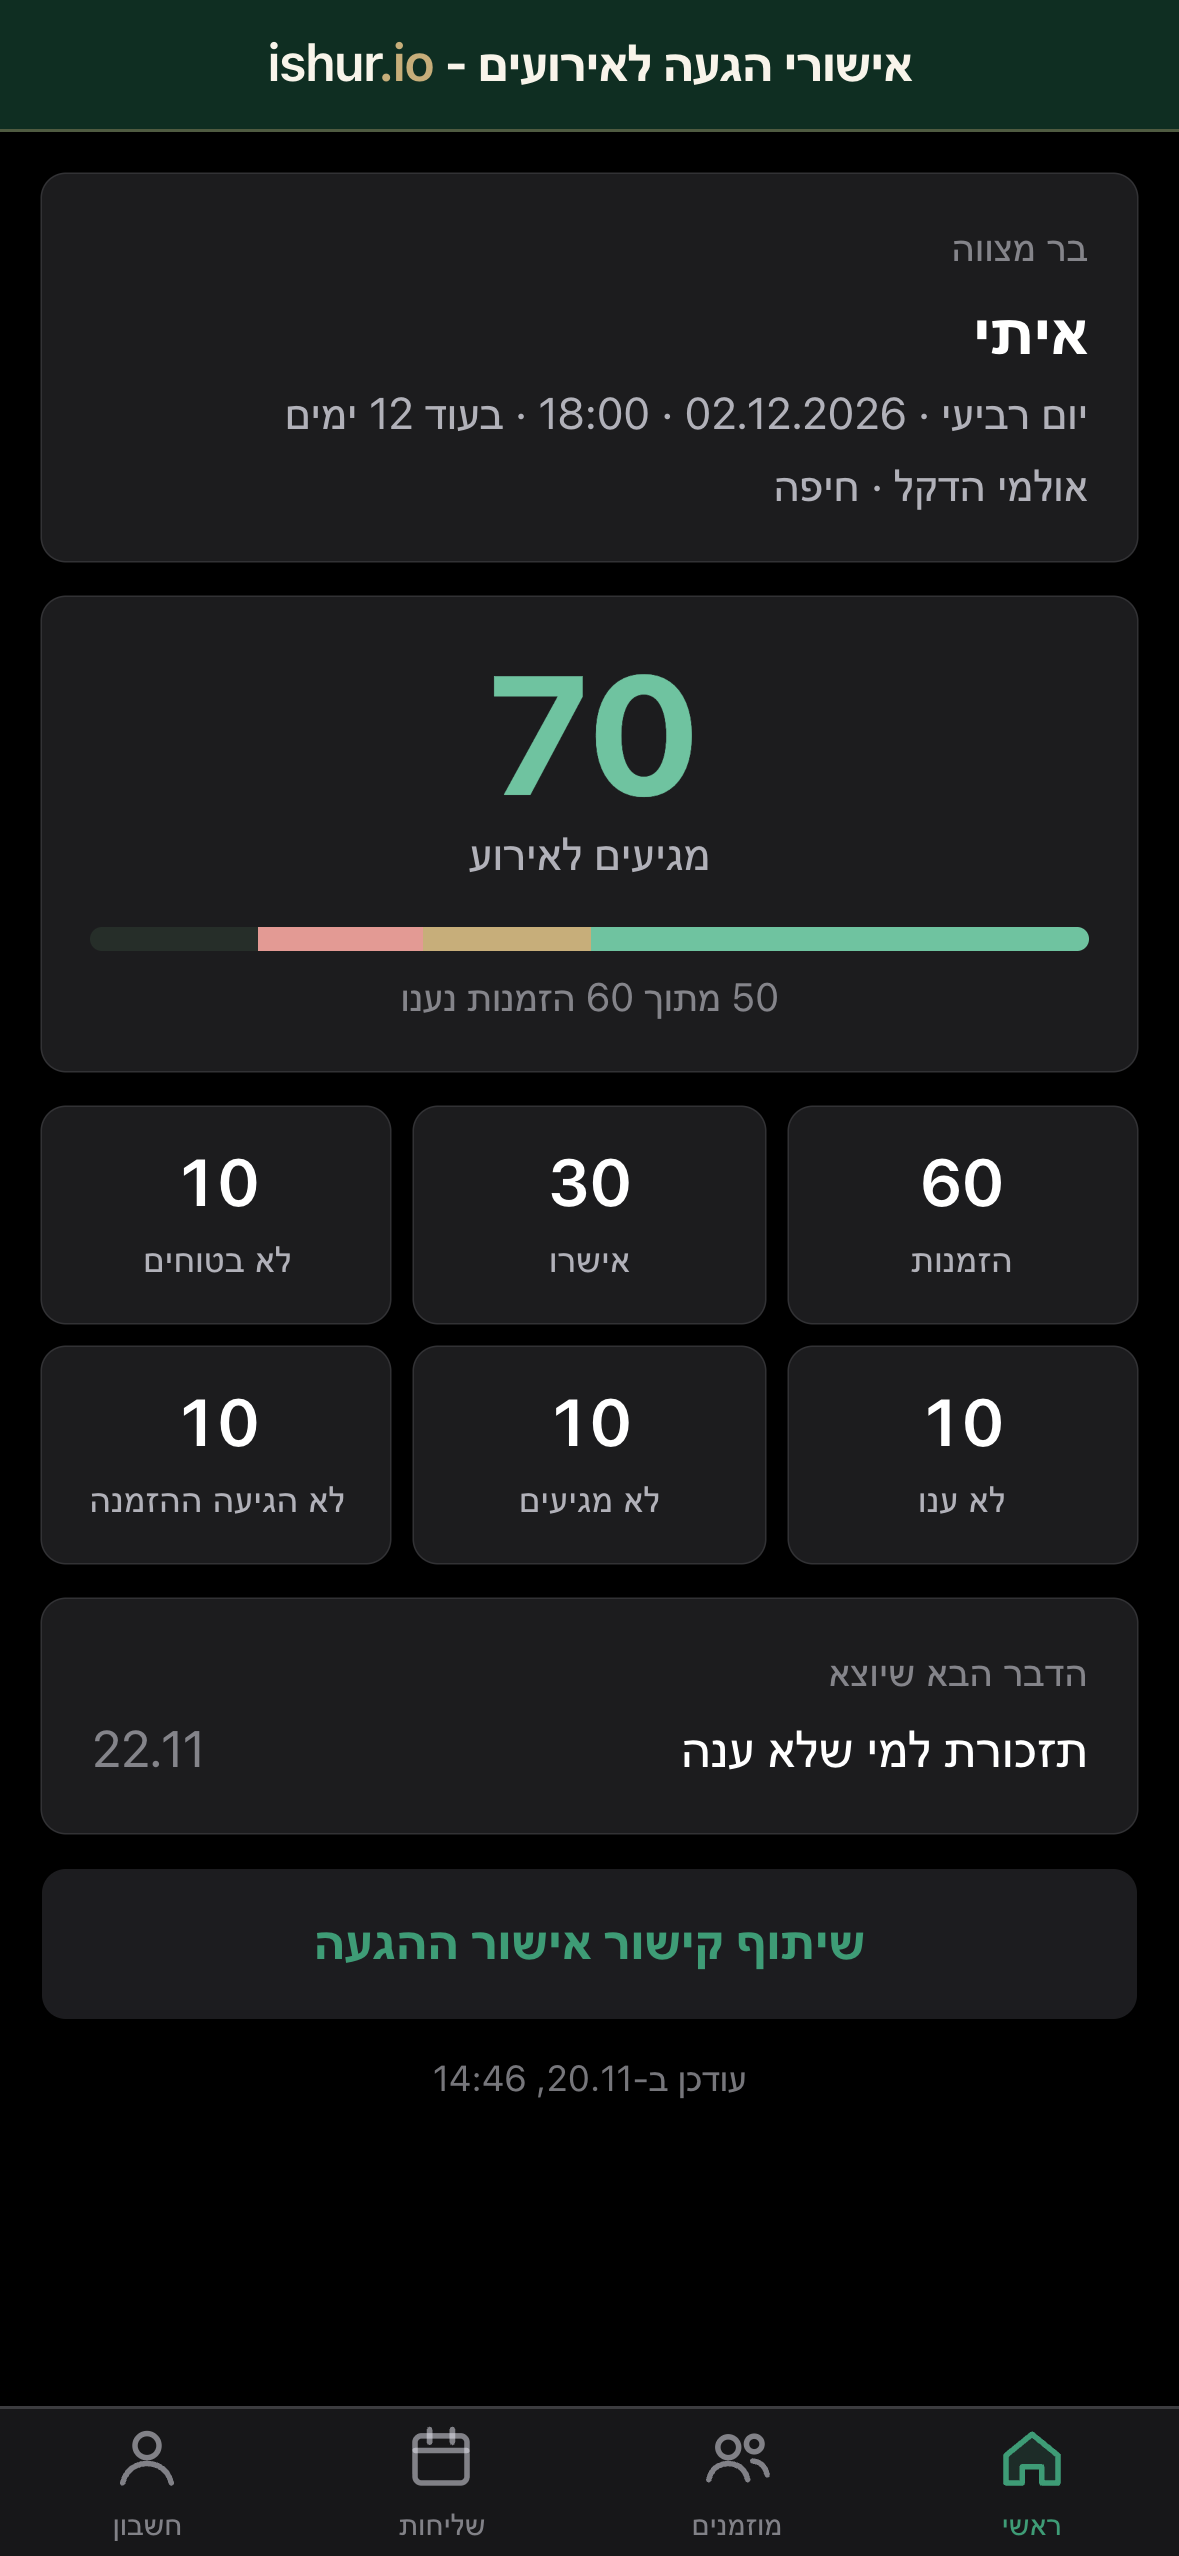 אישורי הגעה לאירועים - ishur.io
בר מצווה
איתי
יום רביעי · 02.12.2026 · 18:00 · בעוד 12 ימים
אולמי הדקל · חיפה
70
מגיעים לאירוע
50 מתוך 60 הזמנות נענו
60
הזמנות
30
אישרו
10
לא בטוחים
10
לא ענו
10
לא מגיעים
10
לא הגיעה ההזמנה
הדבר הבא שיוצא
תזכורת למי שלא ענה
22.11
שיתוף קישור אישור ההגעה
עודכן ב-20.11, 14:46
ראשי
מוזמנים
שליחות
חשבון